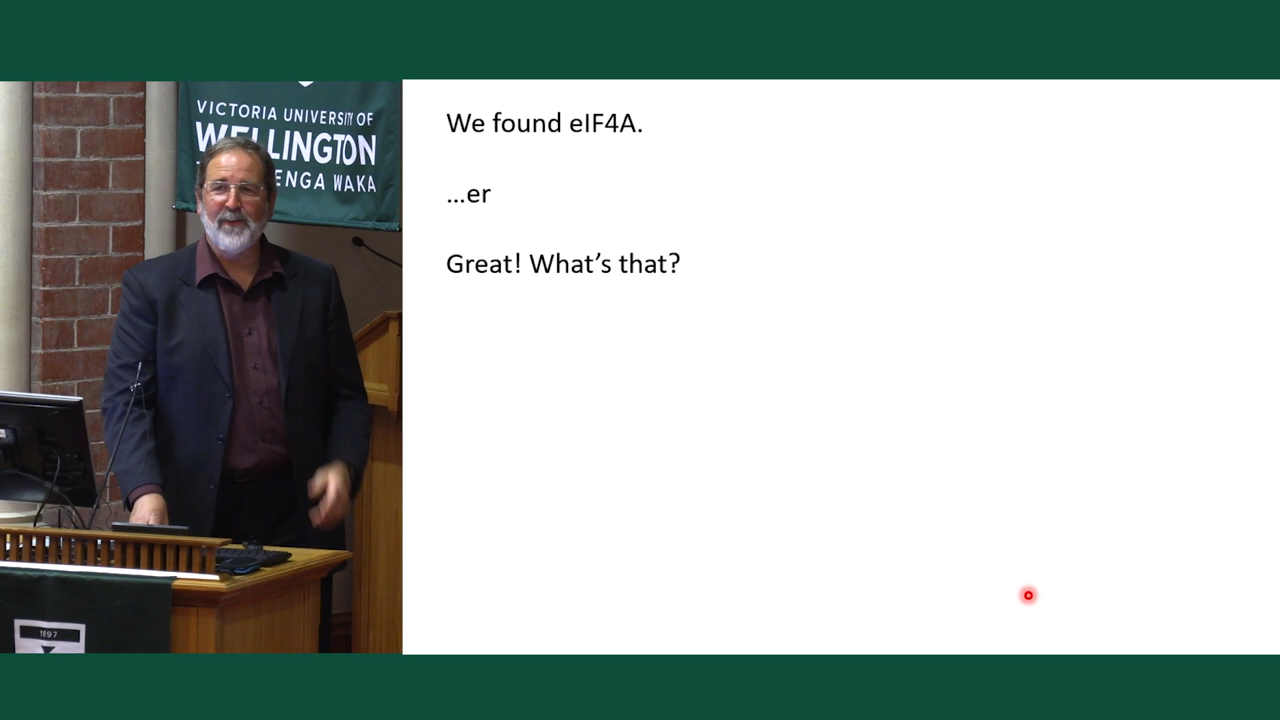 VICTORIA UNIVERSITY OF
WELLINGTON
ENGA WAKA
We found eIF4A.
...er
Great! What's that?
1897